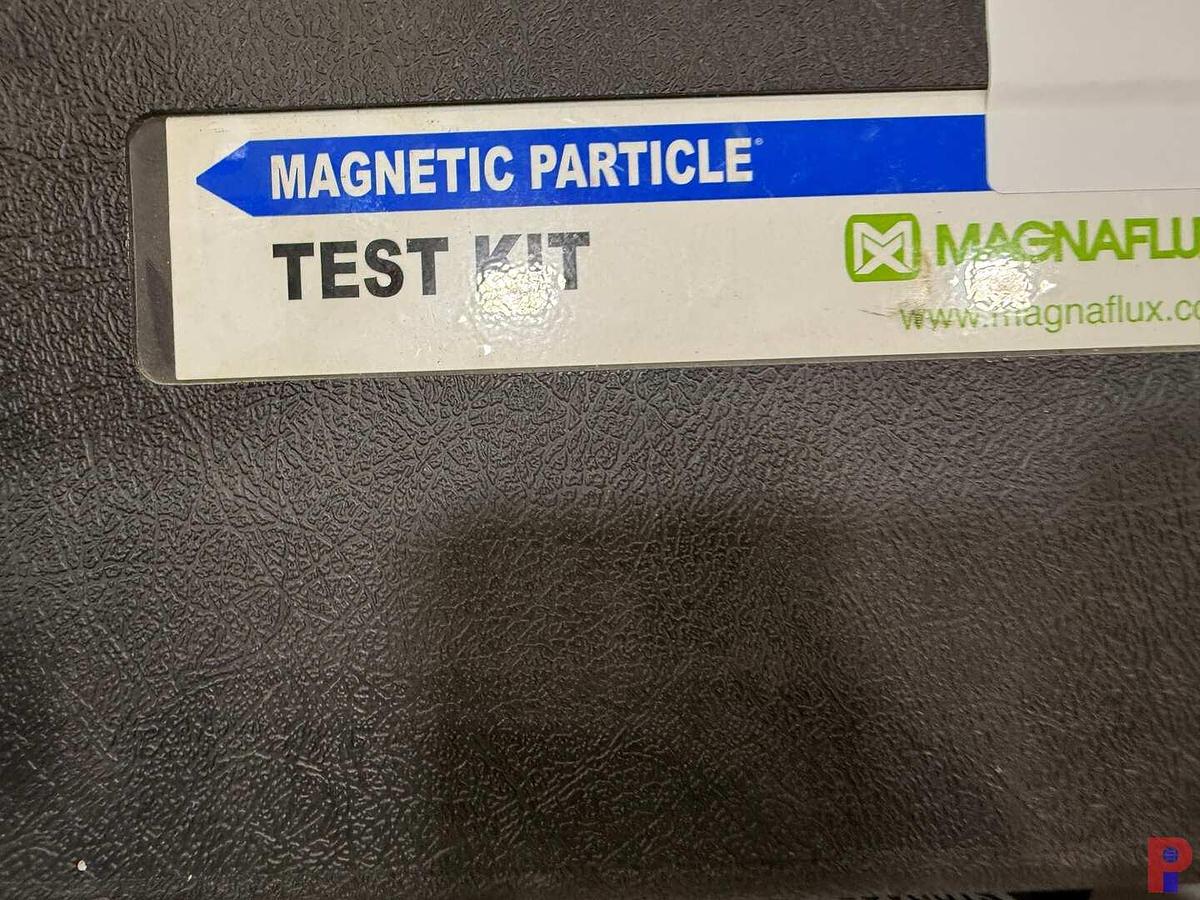 MAGNETIC PARTICLE®
TEST KIT
MAGNAFLU
www.magnaflux.co